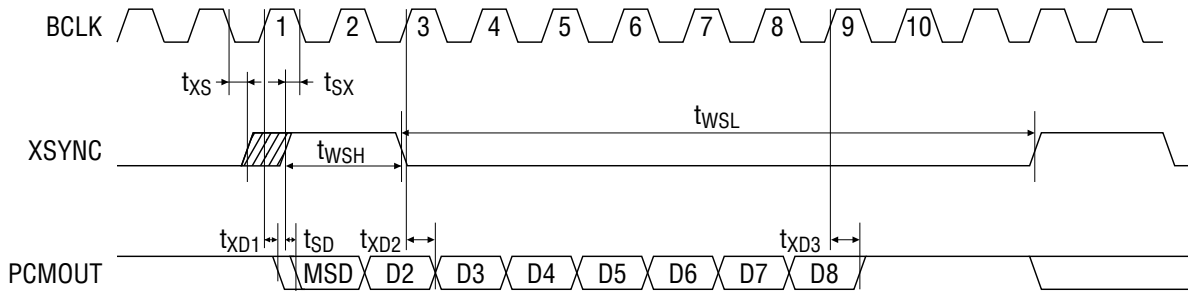 BCLK 1 2 3 4 5 6 7 8 9 10
tXS tSX
tWSL
XSYNC tWSH
tXD1 tSD tXD2 tXD3
PCMOUT MSD D2 D3 D4 D5 D6 D7 D8